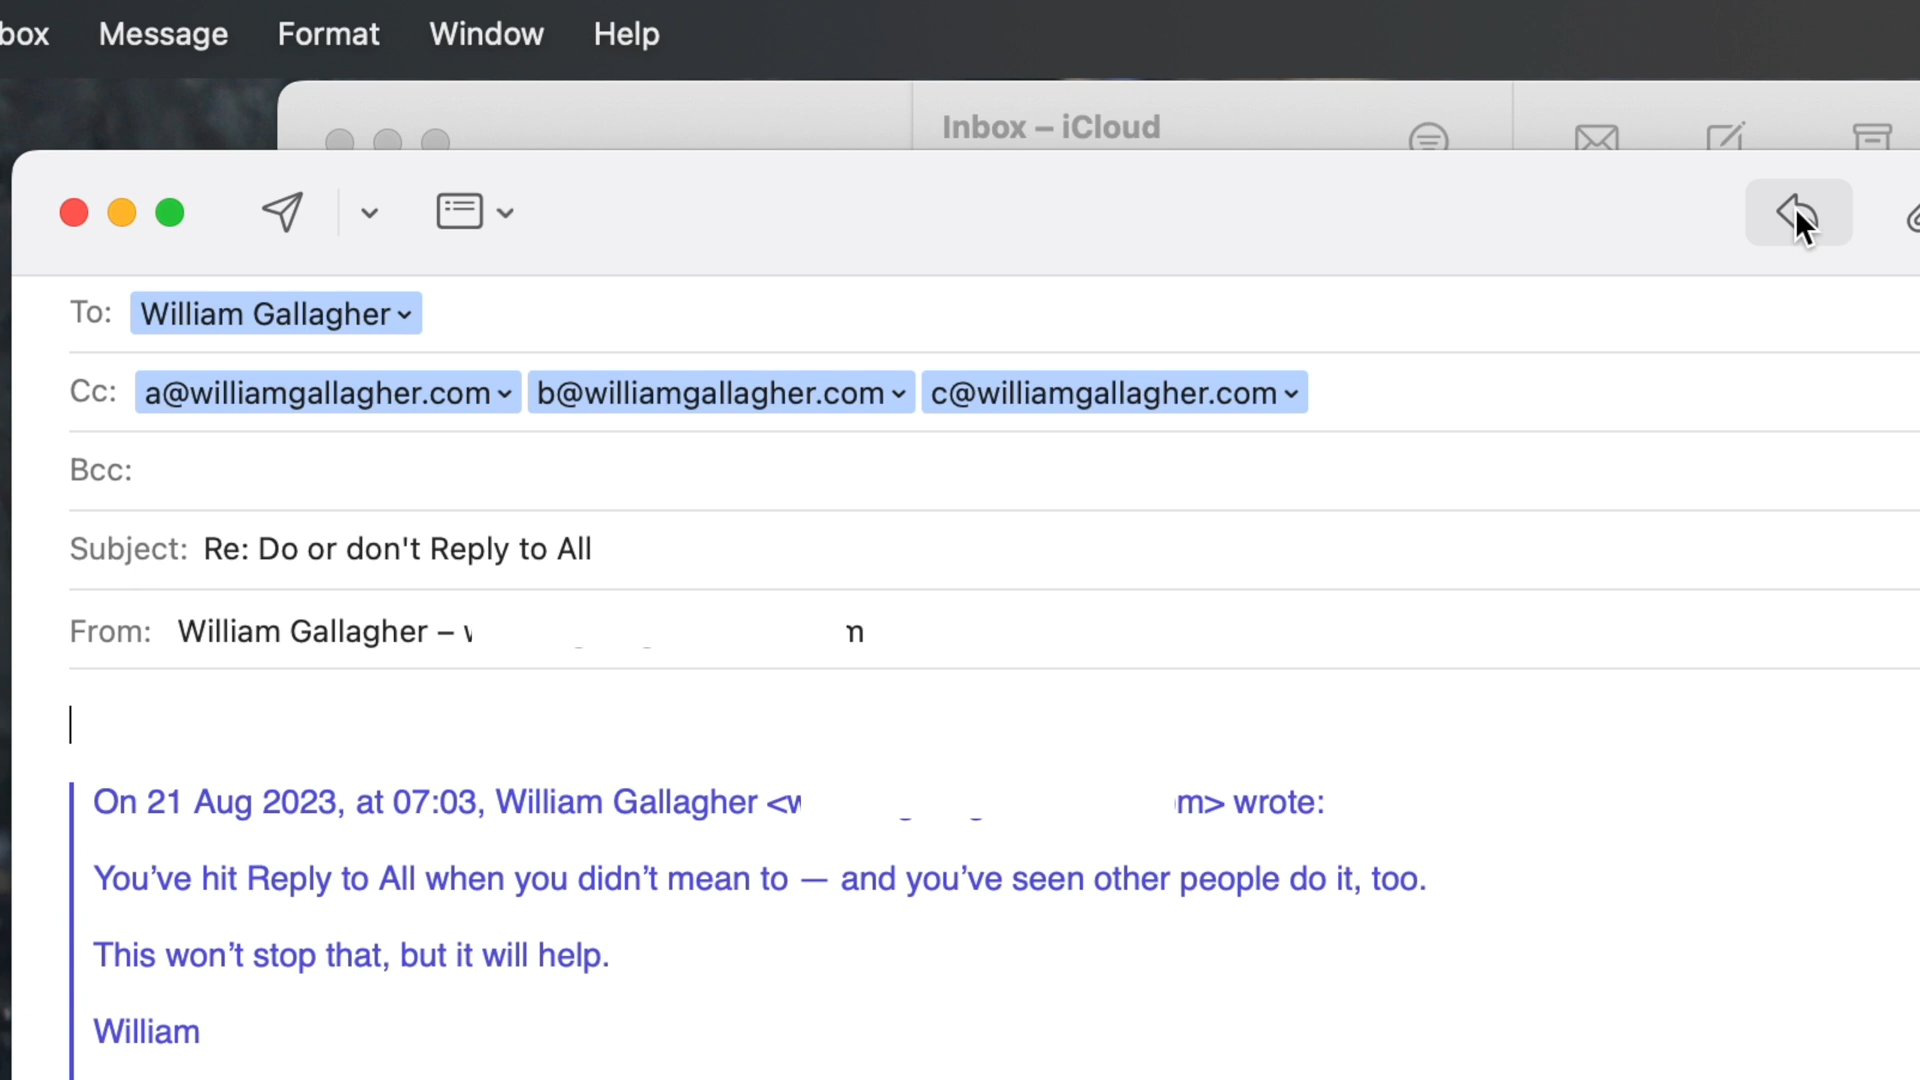 box Message Format Window Help
Inbox – iCloud
To: William Gallagher
Cc: a@williamgallagher.com b@williamgallagher.com c@williamgallagher.com
Bcc:
Subject: Re: Do or don't Reply to All
From: William Gallagher –
On 21 Aug 2023, at 07:03, William Gallagher < m> wrote:
You’ve hit Reply to All when you didn’t mean to — and you’ve seen other people do it, too.
This won’t stop that, but it will help.
William